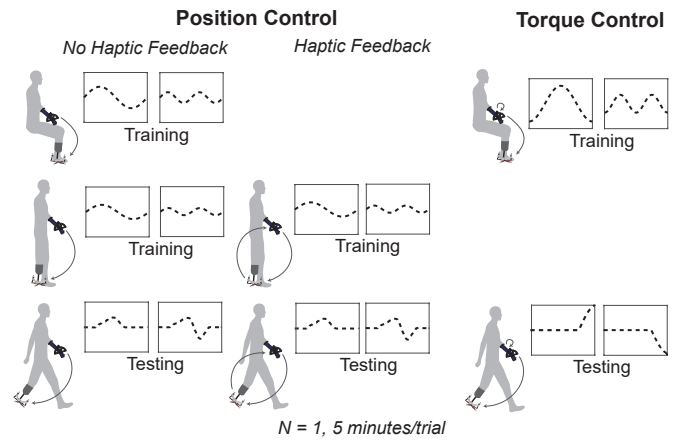 Position Control
Torque Control
No Haptic Feedback
Haptic Feedback
Training
Training
Training
Training
Testing
Testing
Testing
N = 1, 5 minutes/trial